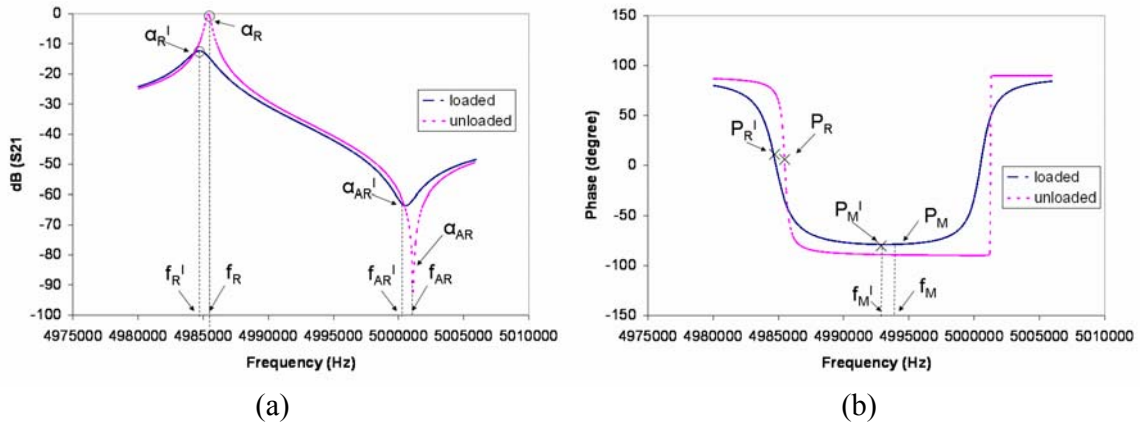 0
-10
-20
-30
-40
-50
-60
-70
-80
-90
-100
dB (S21
α_R^I
α_R
loaded
unloaded
α_AR^I
α_AR
f_R^I
f_R
f_AR^I
f_AR
4975000 4980000 4985000 4990000 4995000 5000000 5005000 5010000
Frequency (Hz)
(a)
150
100
50
0
-50
-100
-150
Phase (degree)
P_R^I
P_R
loaded
unloaded
P_M^I
P_M
f_M^I
f_M
4975000 4980000 4985000 4990000 4995000 5000000 5005000 5010000
Frequency (Hz)
(b)